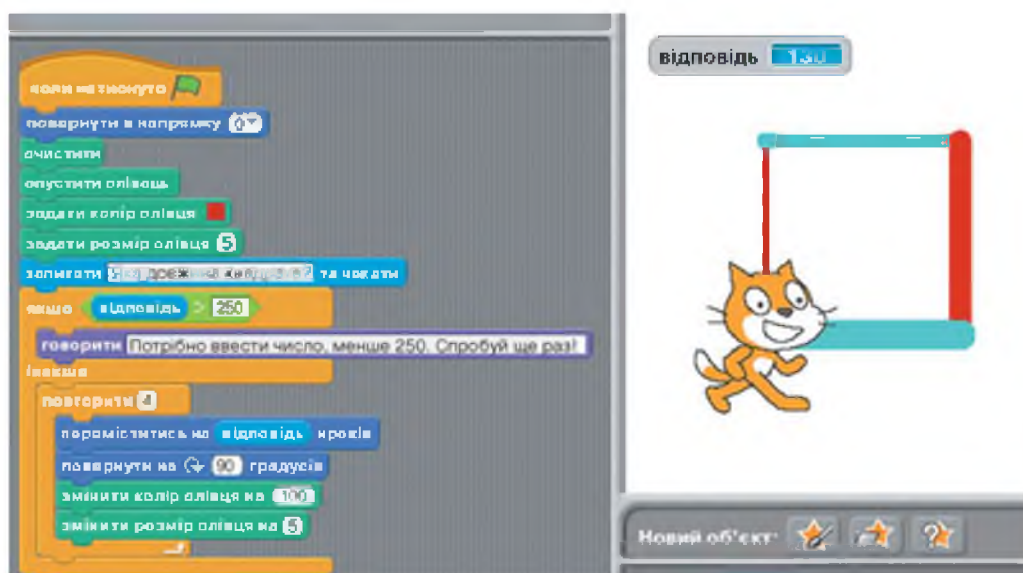 коли натиснуто
повернути в напрямку 0
очистити
опустити олівець
задати колір олівця
задати розмір олівця 5
запитати довжина та чекати
якщо відповідь > 250
говорити Потрібно ввести число, менше 250. Спробуй ще раз!
інакше
повторити 4
переміститись на відповідь кроків
повернути на 90 градусів
змінити колір олівця на 100
змінити розмір олівця на 5
відповідь 130
Новий об'єкт: